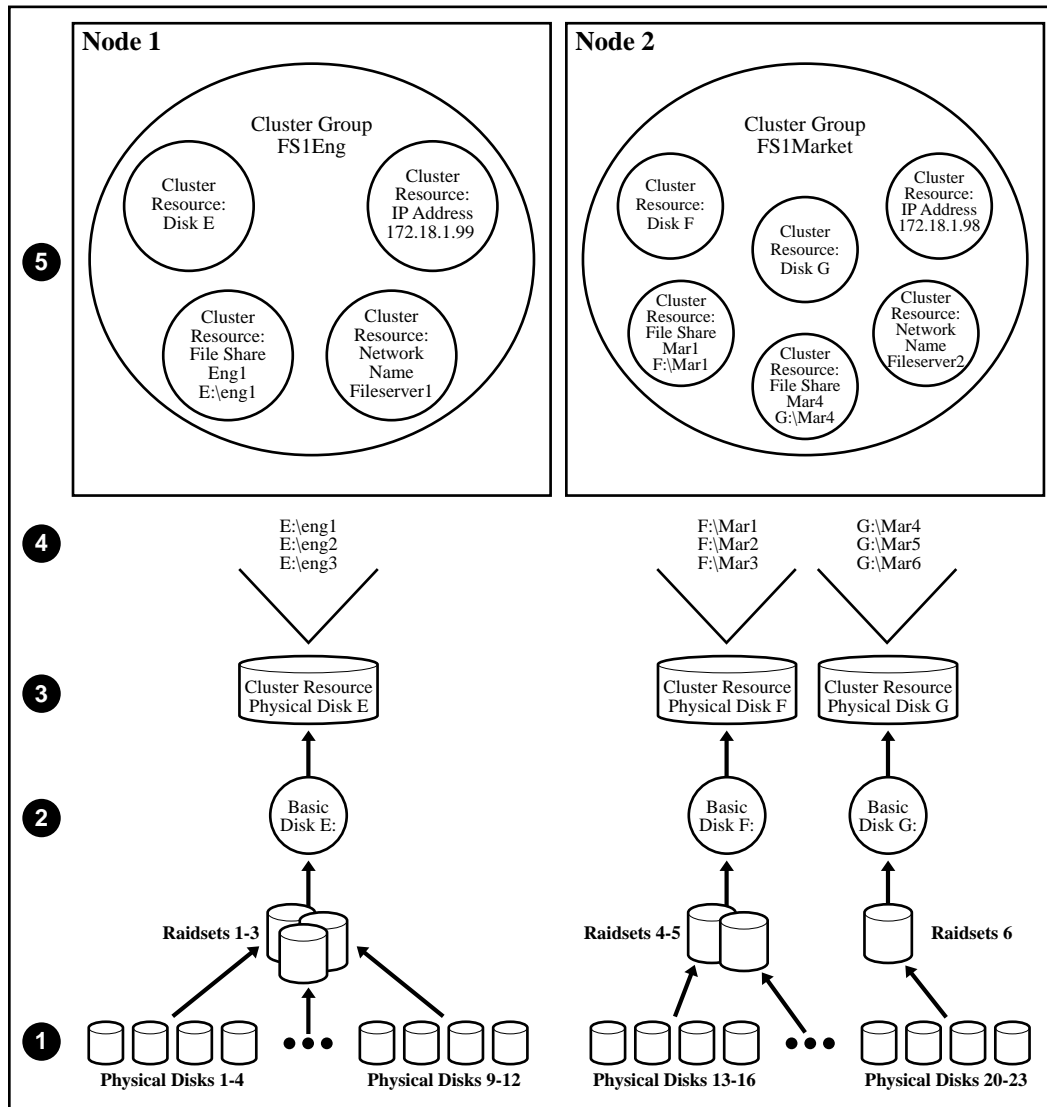 Node 1
Cluster Group
FS1Eng
Cluster
Resource:
Disk E
Cluster
Resource:
IP Address
172.18.1.99
Cluster
Resource:
File Share
Eng1
E:\eng1
Cluster
Resource:
Network
Name
Fileserver1
Node 2
Cluster Group
FS1Market
Cluster
Resource:
Disk F
Cluster
Resource:
Disk G
Cluster
Resource:
IP Address
172.18.1.98
Cluster
Resource:
File Share
Mar1
F:\Mar1
Cluster
Resource:
File Share
Mar4
G:\Mar4
Cluster
Resource:
Network
Name
Fileserver2
5
4
E:\eng1
E:\eng2
E:\eng3
F:\Mar1
F:\Mar2
F:\Mar3
G:\Mar4
G:\Mar5
G:\Mar6
3
Cluster Resource
Physical Disk E
Cluster Resource
Physical Disk F
Cluster Resource
Physical Disk G
2
Basic
Disk E:
Basic
Disk F:
Basic
Disk G:
Raidsets 1-3
Raidsets 4-5
Raidsets 6
1
Physical Disks 1-4
Physical Disks 9-12
Physical Disks 13-16
Physical Disks 20-23